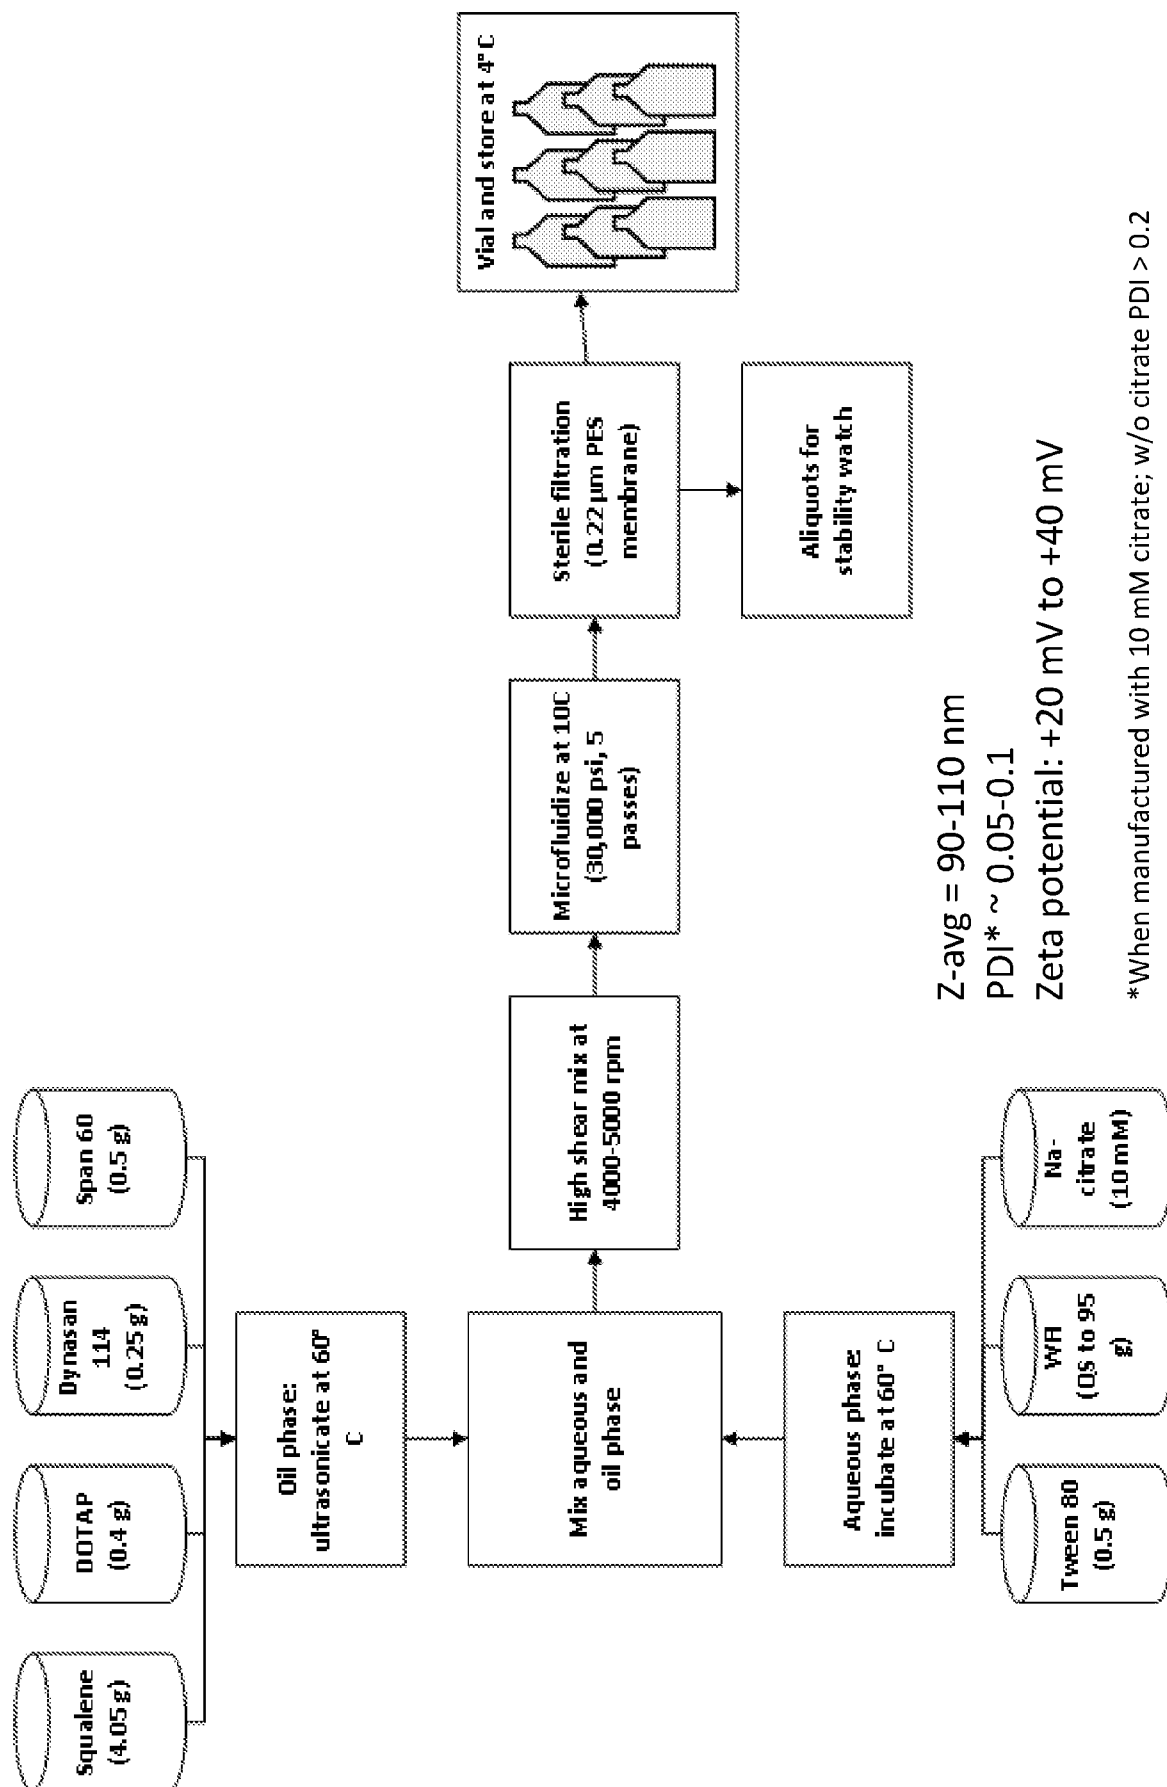 Squalene
(4.05 g)
DOTAP
(0.4 g)
Dynasan
114
(0.25 g)
Span 60
(0.5 g)
Oil phase:
ultrasonicate at 60°
C
Mix aqueous and
oil phase
High shear mix at
4000-5000 rpm
Microfluidize at 10C
(30,000 psi, 5
passes)
Sterile filtration
(0.22 µm PES
membrane)
Vial and store at 4°C
Aliquots for
stability watch
Aqueous phase:
incubate at 60° C
Tween 80
(0.5 g)
WFI
(QS to 95
g)
Na-
citrate
(10 mM)
Z-avg = 90-110 nm
PDI* ~ 0.05-0.1
Zeta potential: +20 mV to +40 mV
*When manufactured with 10 mM citrate; w/o citrate PDI > 0.2